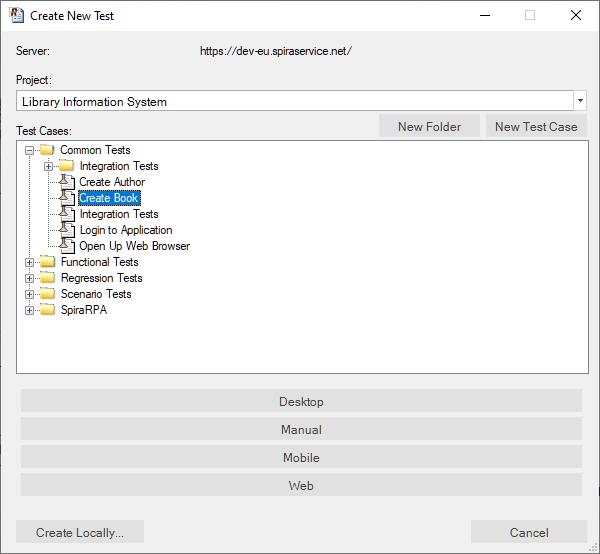 Create New Test
Server: https://dev-eu.spiraservice.net/
Project:
Library Information System
Test Cases: New Folder New Test Case
Common Tests
Integration Tests
Create Author
Create Book
Integration Tests
Login to Application
Open Up Web Browser
Functional Tests
Regression Tests
Scenario Tests
SpiraRPA
Desktop
Manual
Mobile
Web
Create Locally... Cancel